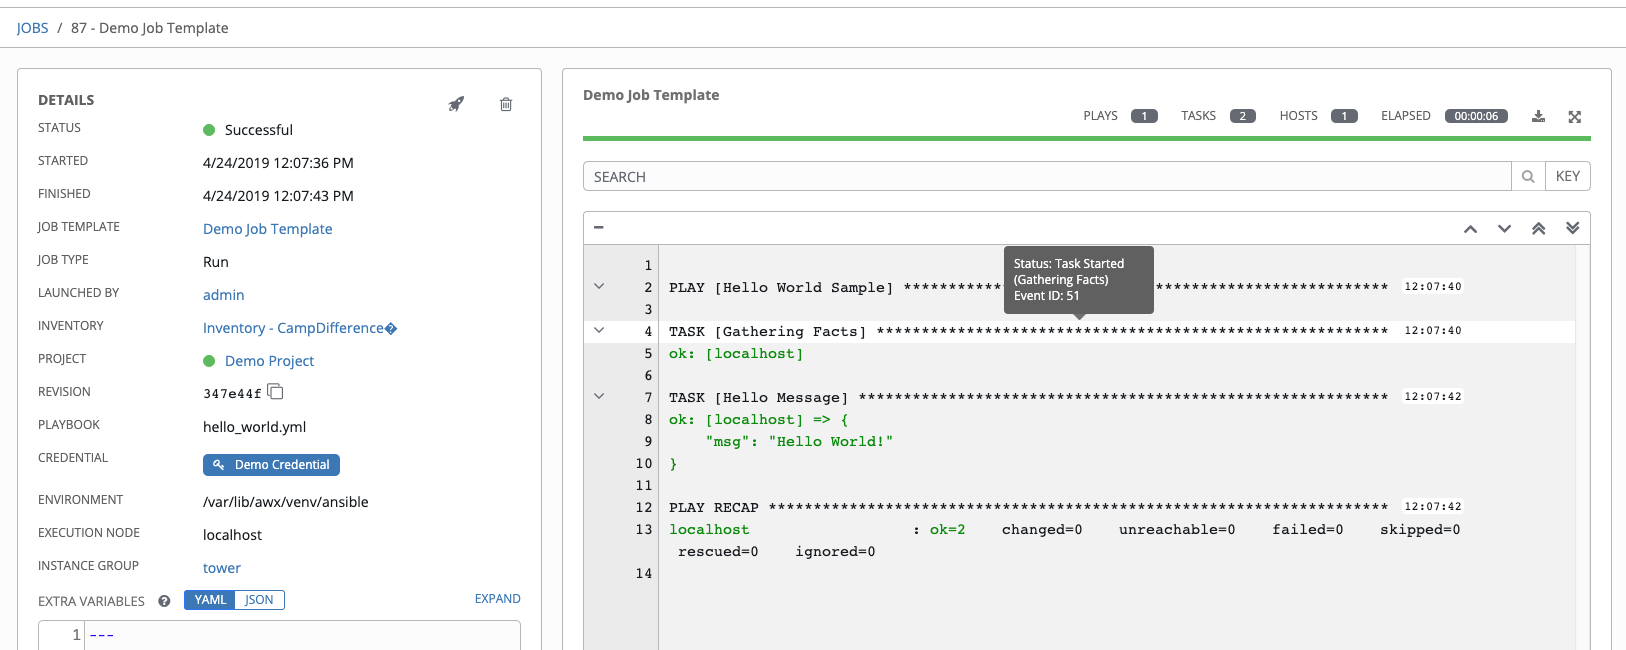 JOBS / 87 - Demo Job Template
DETAILS
STATUS Successful
STARTED 4/24/2019 12:07:36 PM
FINISHED 4/24/2019 12:07:43 PM
JOB TEMPLATE Demo Job Template
JOB TYPE Run
LAUNCHED BY admin
INVENTORY Inventory - CampDifference�
PROJECT Demo Project
REVISION 347e44f
PLAYBOOK hello_world.yml
CREDENTIAL Demo Credential
ENVIRONMENT /var/lib/awx/venv/ansible
EXECUTION NODE localhost
INSTANCE GROUP tower
EXTRA VARIABLES ? YAML JSON EXPAND
1 ---
Demo Job Template
PLAYS 1 TASKS 2 HOSTS 1 ELAPSED 00:00:06
SEARCH KEY
Status: Task Started
(Gathering Facts)
Event ID: 51
1
2 PLAY [Hello World Sample] *********** ************************** 12:07:40
3
4 TASK [Gathering Facts] ********************************************************* 12:07:40
5 ok: [localhost]
6
7 TASK [Hello Message] *********************************************************** 12:07:42
8 ok: [localhost] => {
9 "msg": "Hello World!"
10 }
11
12 PLAY RECAP ********************************************************************* 12:07:42
13 localhost : ok=2 changed=0 unreachable=0 failed=0 skipped=0
rescued=0 ignored=0
14